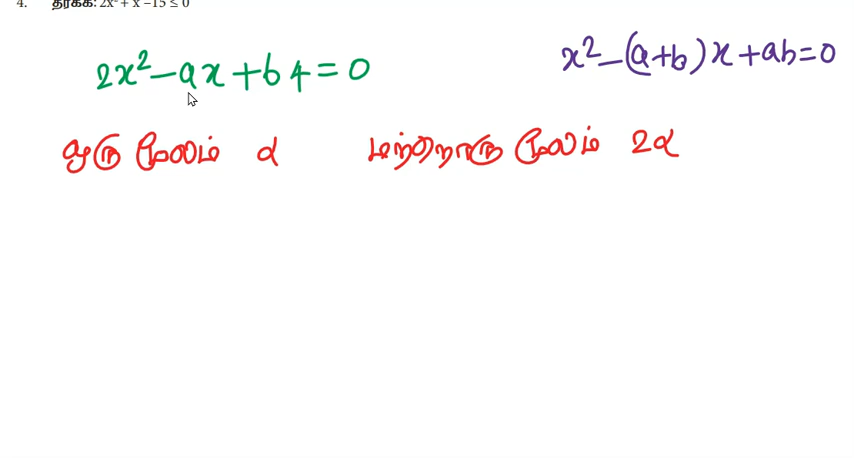 4. தீர்க்க: 2x² + x −15 ≤ 0
2x² − ax + 64 = 0
x² − (a+b)x + ab = 0
ஒரு மூலம் α மற்றொரு மூலம் 2α